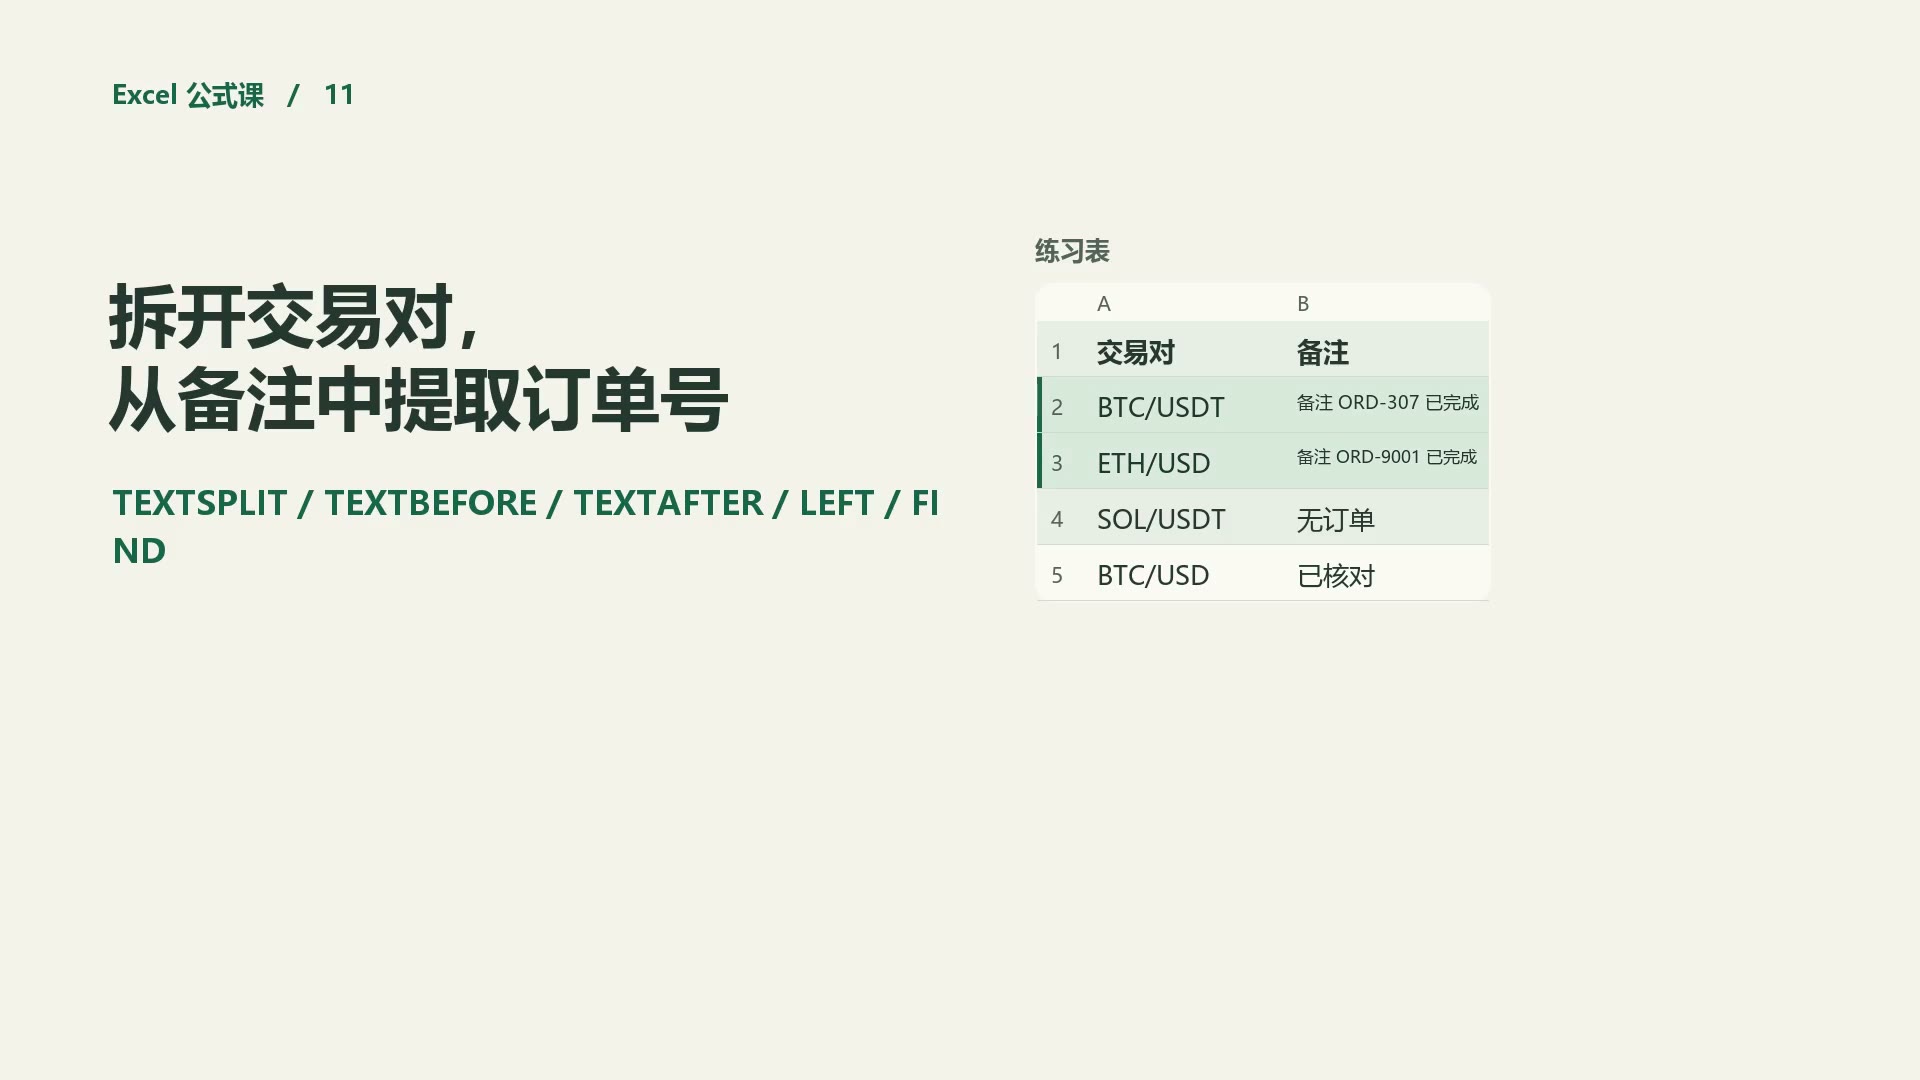 Excel 公式课 / 11
拆开交易对，
从备注中提取订单号
TEXTSPLIT / TEXTBEFORE / TEXTAFTER / LEFT / FI
ND
练习表
A B
1 交易对 备注
2 BTC/USDT 备注 ORD-307 已完成
3 ETH/USD 备注 ORD-9001 已完成
4 SOL/USDT 无订单
5 BTC/USD 已核对